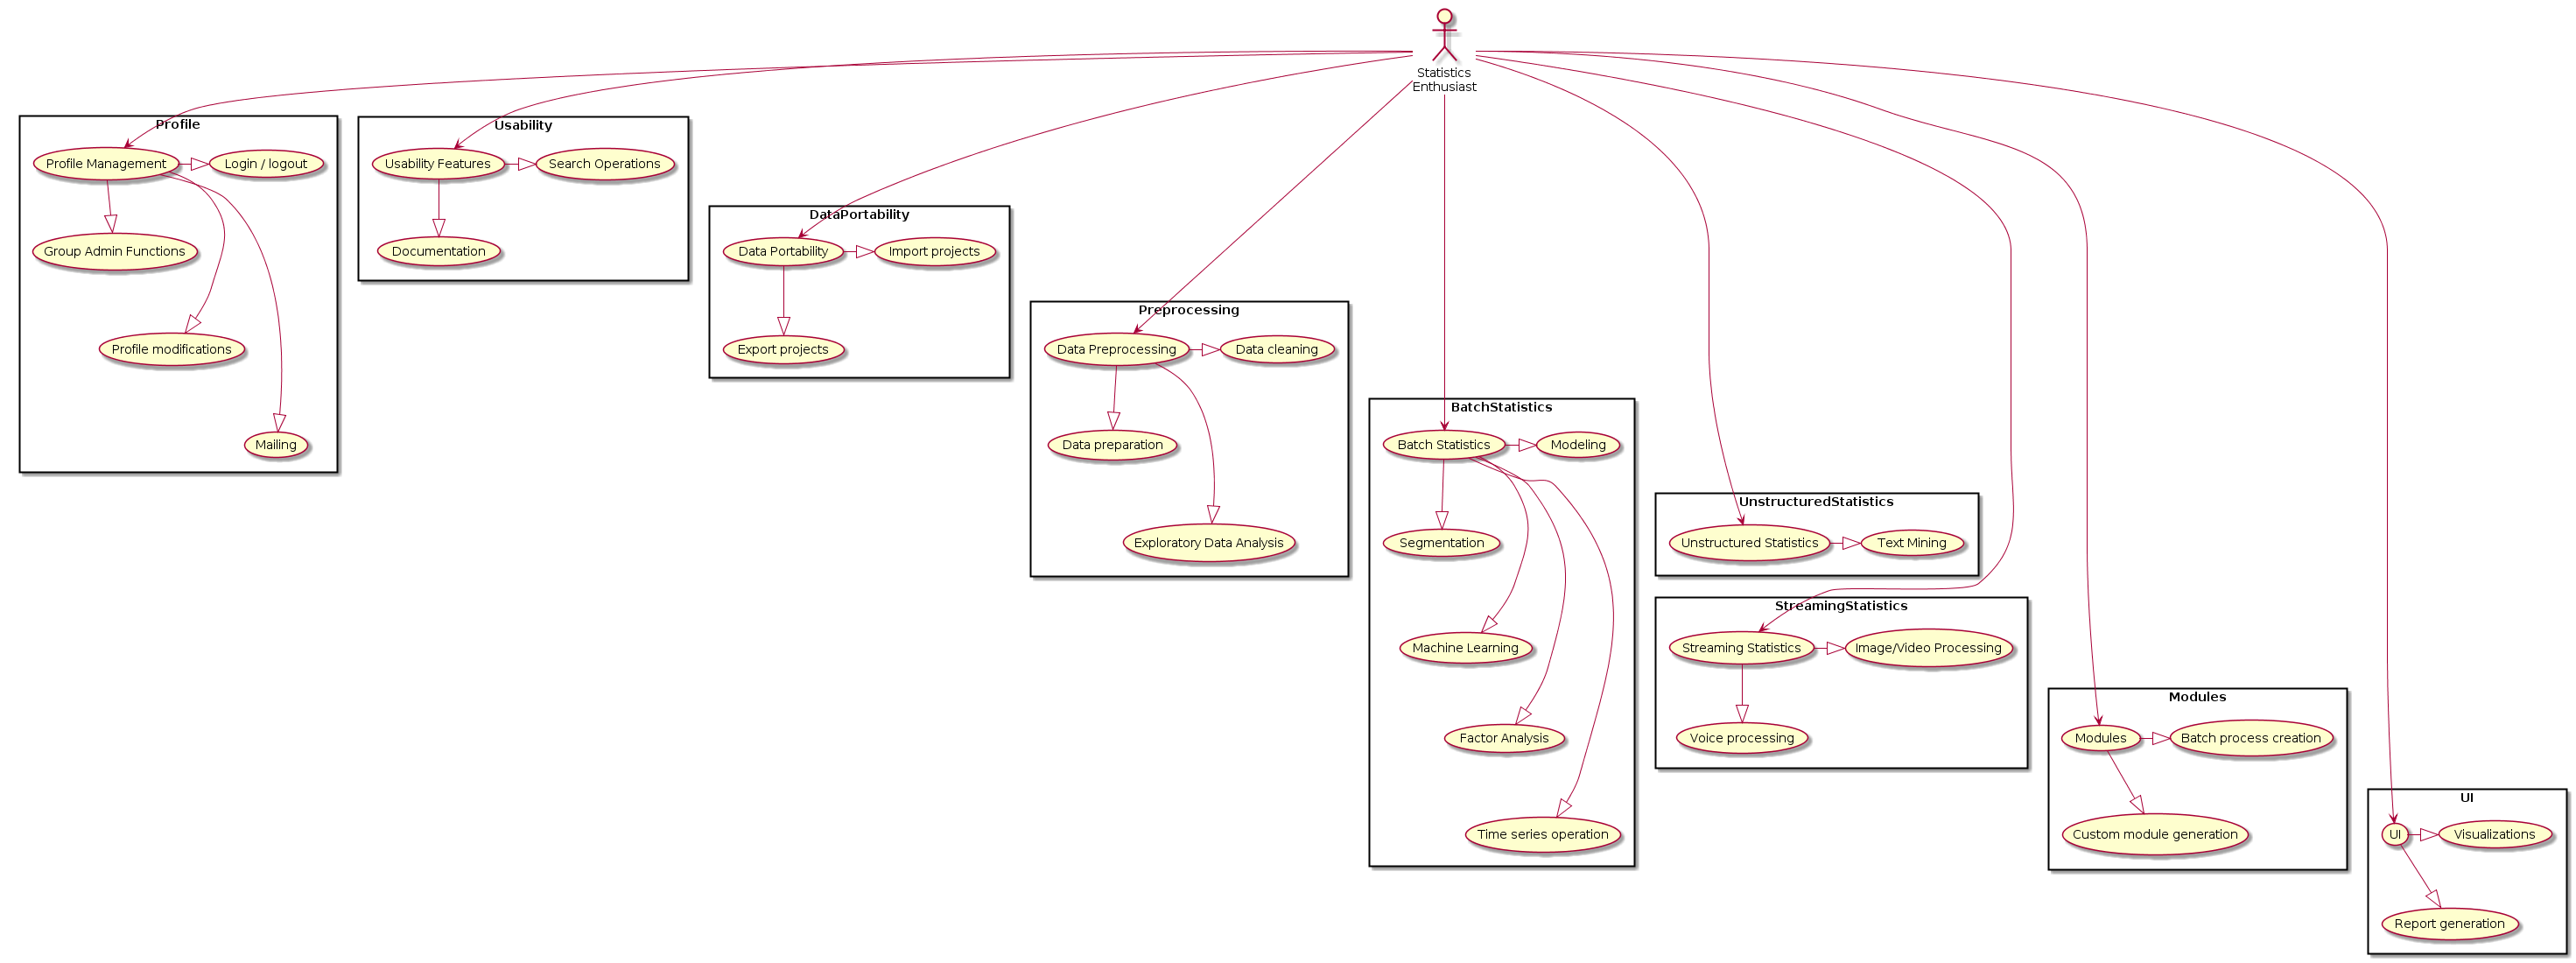 Statistics
Enthusiast
Profile
Profile Management
Login / logout
Group Admin Functions
Profile modifications
Mailing
Usability
Usability Features
Search Operations
Documentation
DataPortability
Data Portability
Import projects
Export projects
Preprocessing
Data Preprocessing
Data cleaning
Data preparation
Exploratory Data Analysis
BatchStatistics
Batch Statistics
Modeling
Segmentation
Machine Learning
Factor Analysis
Time series operation
UnstructuredStatistics
Unstructured Statistics
Text Mining
StreamingStatistics
Streaming Statistics
Image/Video Processing
Voice processing
Modules
Modules
Batch process creation
Custom module generation
UI
UI
Visualizations
Report generation